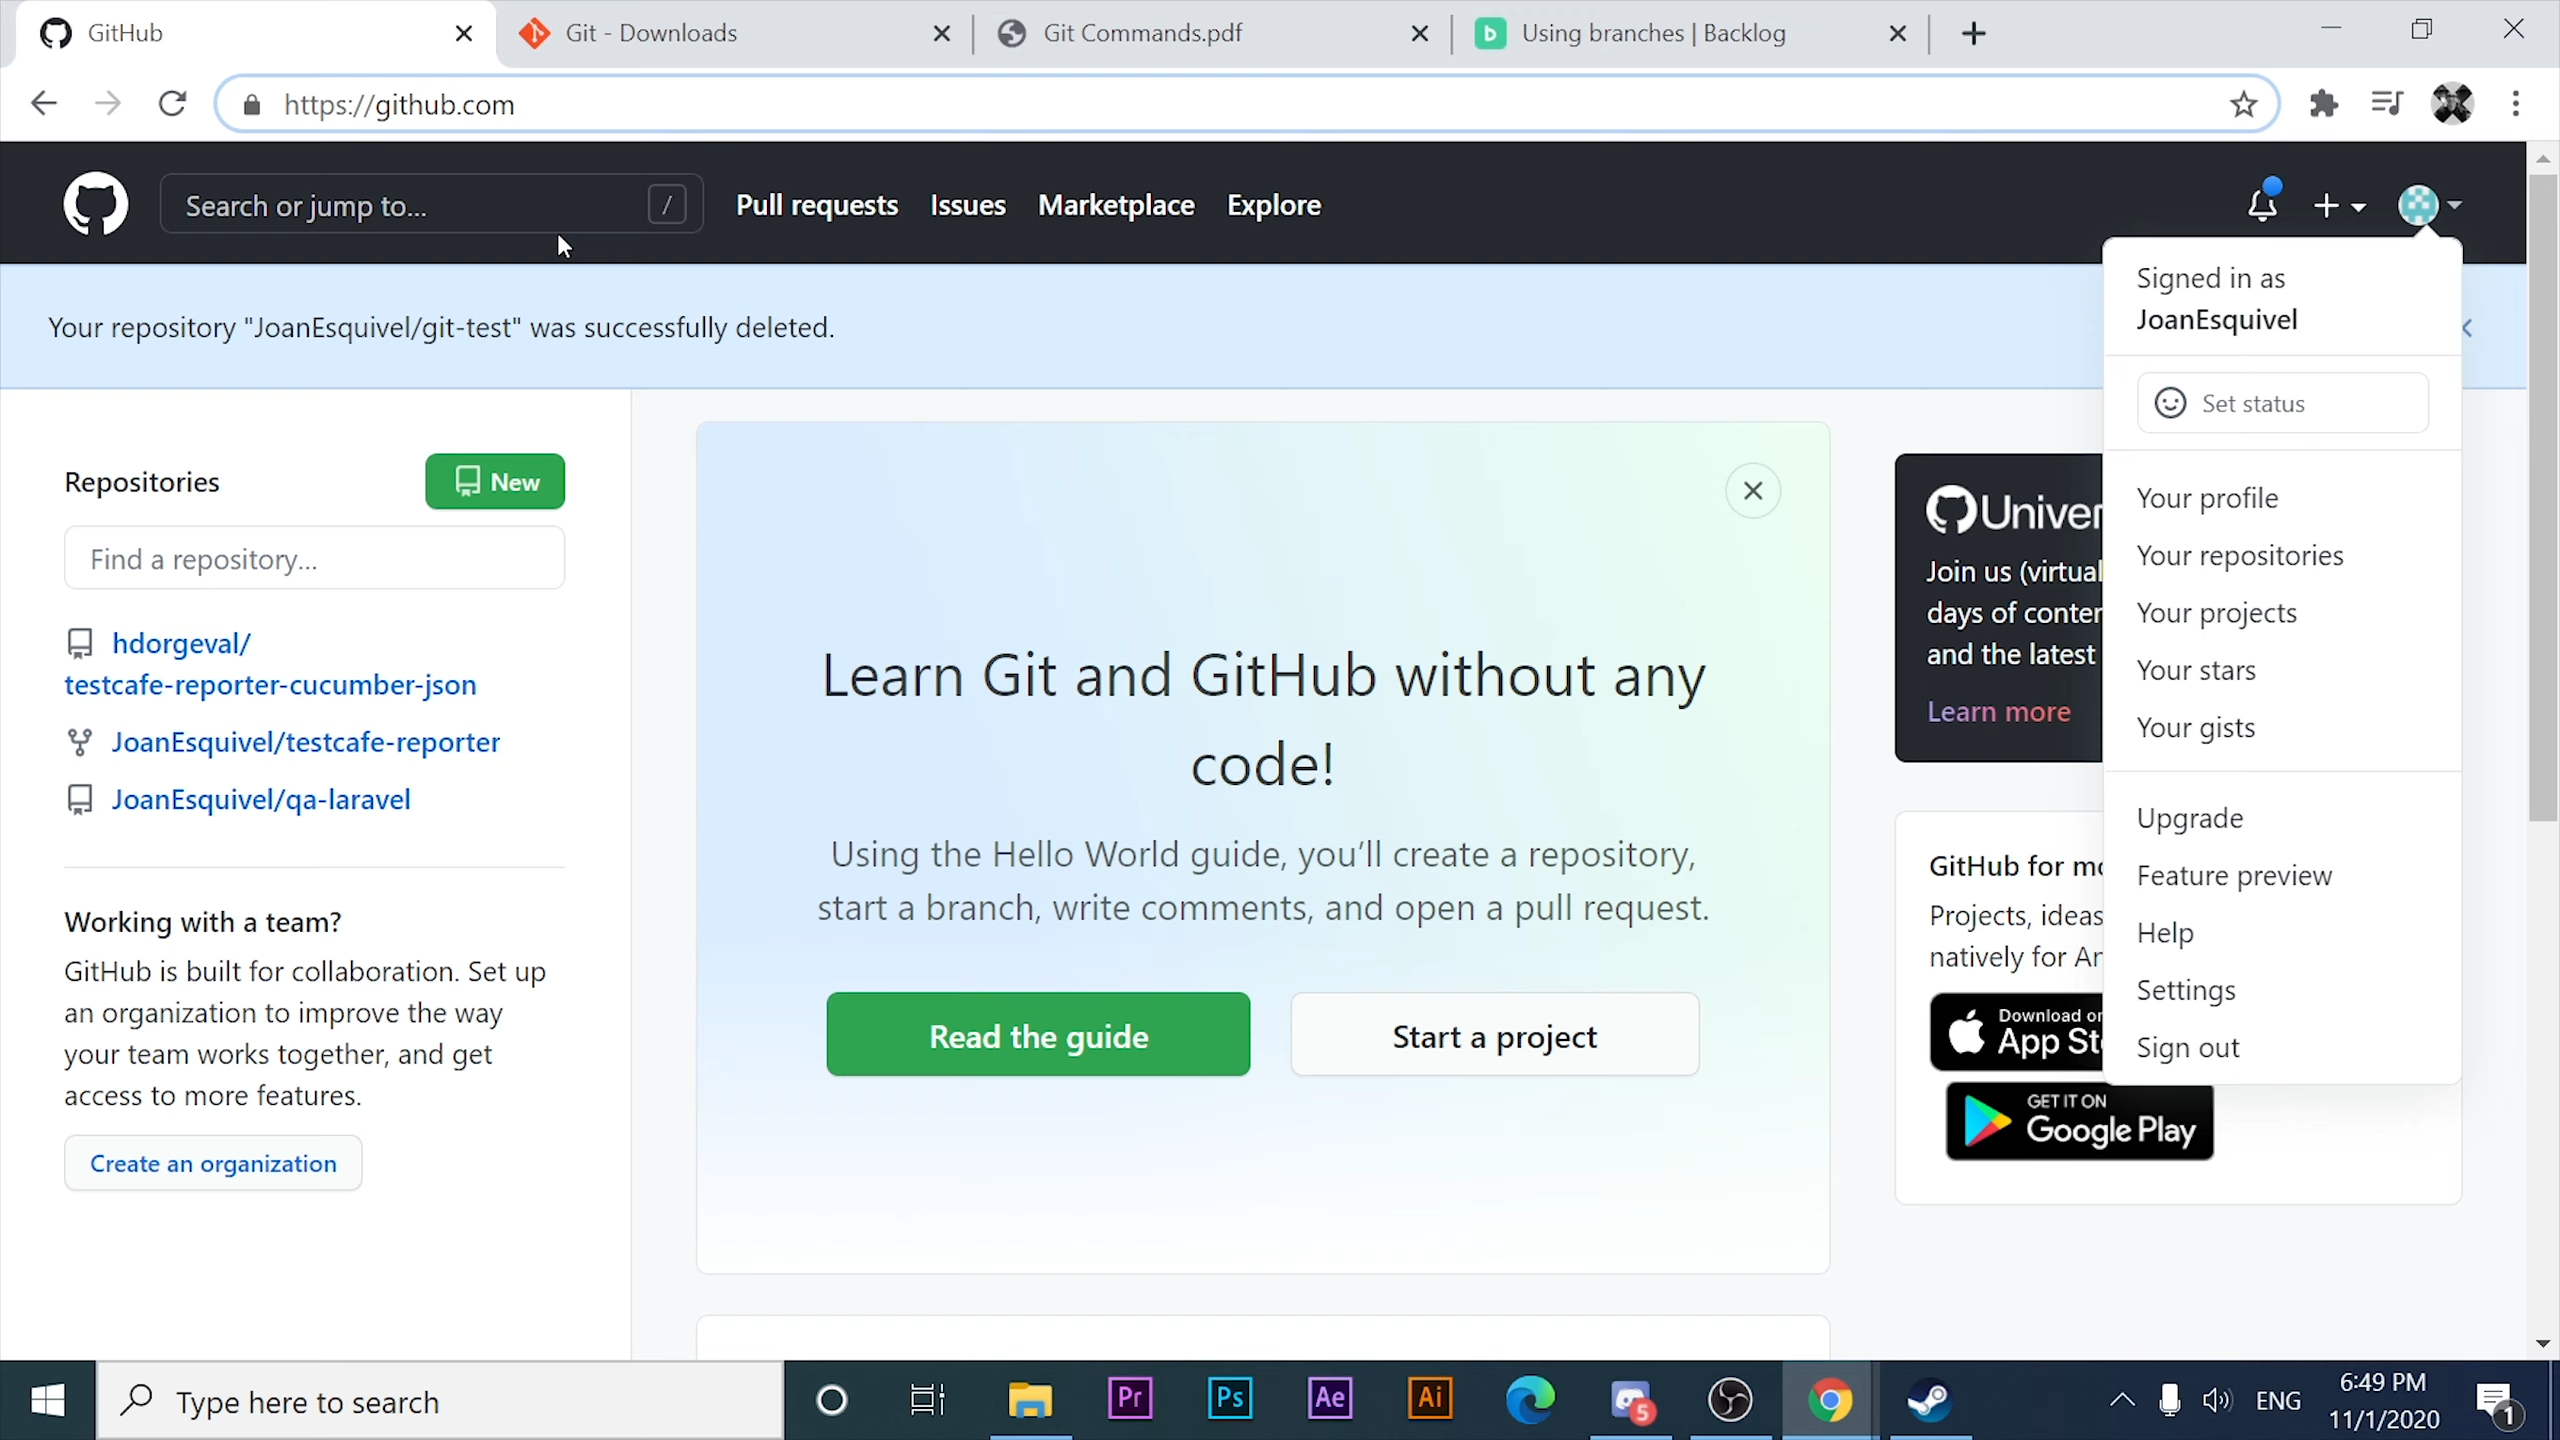 GitHub
Git - Downloads
Git Commands.pdf
Using branches | Backlog
https://github.com
Search or jump to...
/
Pull requests
Issues
Marketplace
Explore
Signed in as
JoanEsquivel
Your repository "JoanEsquivel/git-test" was successfully deleted.
Set status
Your profile
Your repositories
Your projects
Your stars
Your gists
Upgrade
Feature preview
Help
Settings
Sign out
Repositories
New
Find a repository...
hdorgeval/
testcafe-reporter-cucumber-json
JoanEsquivel/testcafe-reporter
JoanEsquivel/qa-laravel
Working with a team?
GitHub is built for collaboration. Set up
an organization to improve the way
your team works together, and get
access to more features.
Create an organization
Learn Git and GitHub without any
code!
Using the Hello World guide, you’ll create a repository,
start a branch, write comments, and open a pull request.
Read the guide
Start a project
Univer
Join us (virtual
days of conter
and the latest
Learn more
GitHub for mo
Projects, ideas
natively for Ar
Download or
App Sto
GET IT ON
Google Play
Type here to search
Pr
Ps
Ae
Ai
5
ENG
6:49 PM
11/1/2020
1